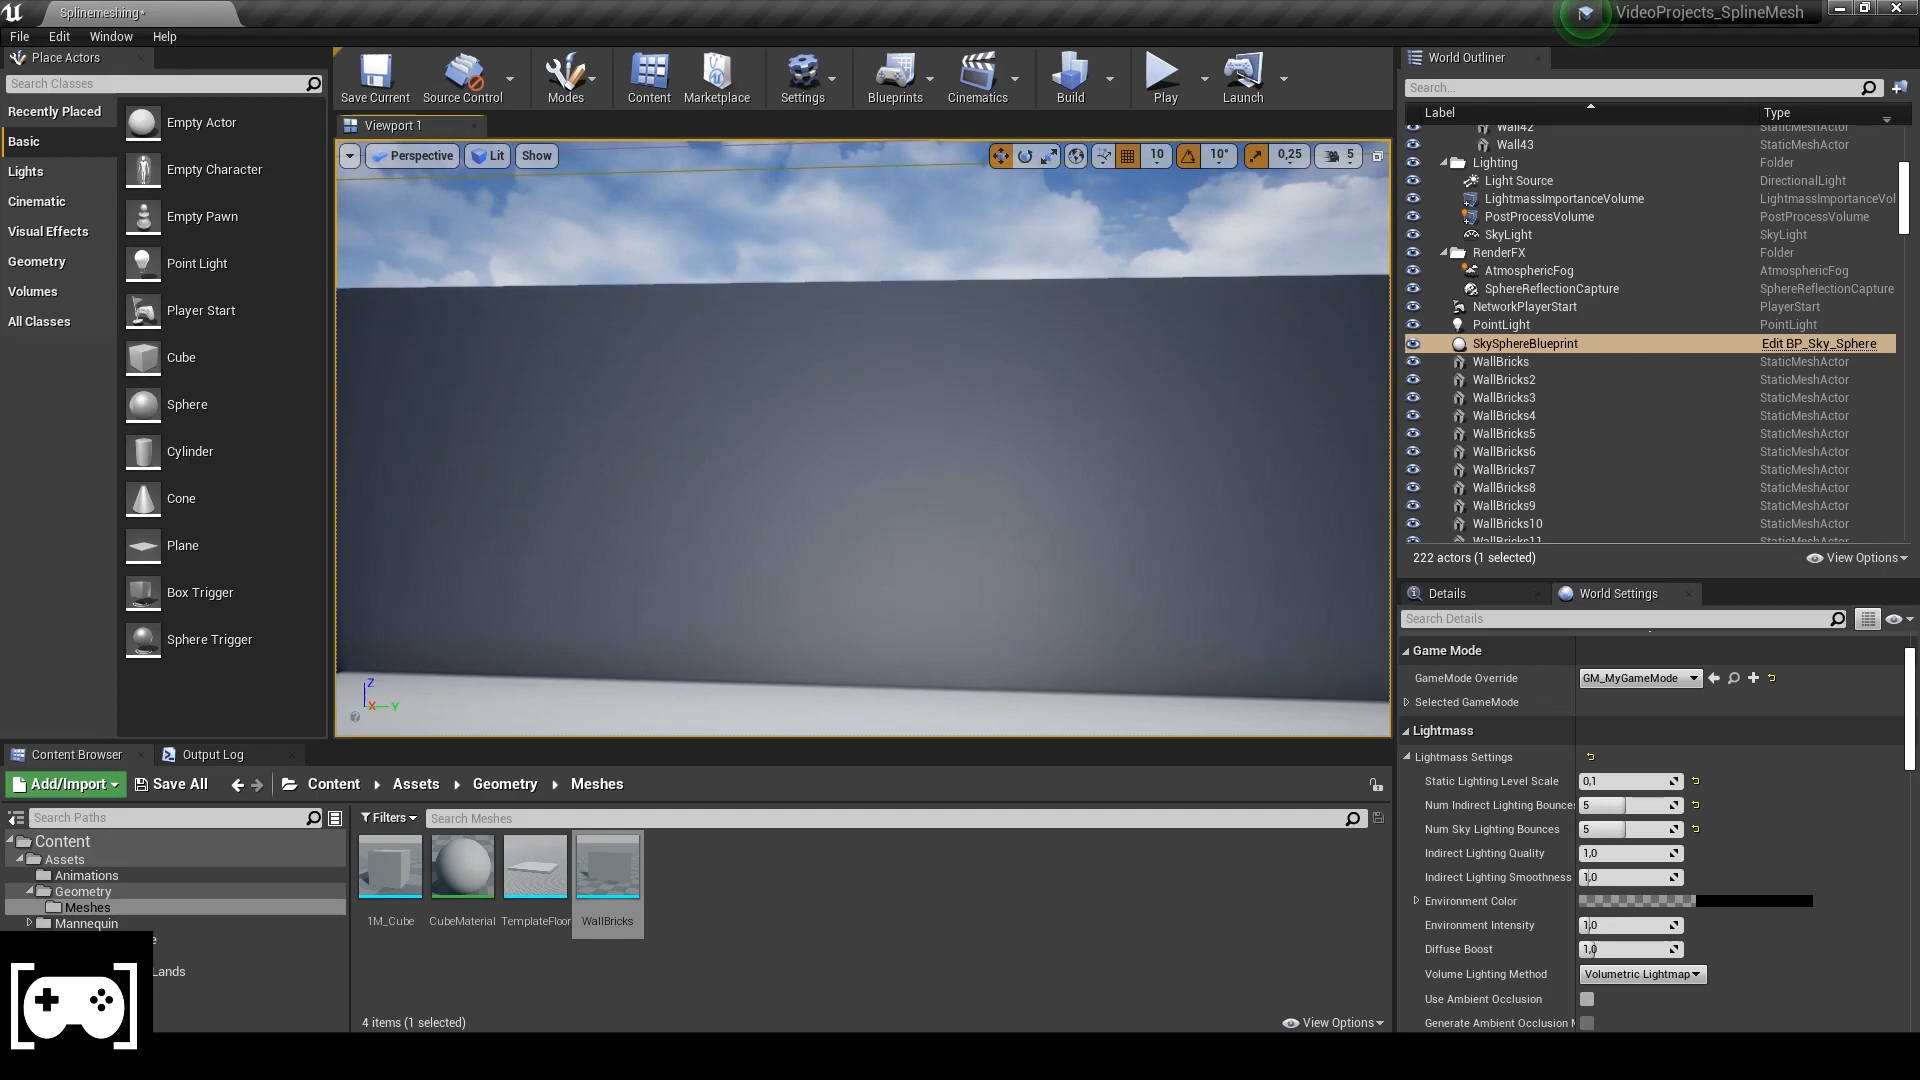 Splinemeshing*
VideoProjects_SplineMesh
File Edit Window Help
Place Actors
Search Classes
Recently Placed
Basic
Lights
Cinematic
Visual Effects
Geometry
Volumes
All Classes
Empty Actor
Empty Character
Empty Pawn
Point Light
Player Start
Cube
Sphere
Cylinder
Cone
Plane
Box Trigger
Sphere Trigger
Save Current
Source Control
Modes
Content
Marketplace
Settings
Blueprints
Cinematics
Build
Play
Launch
Viewport 1
Perspective Lit Show
10 10° 0,25 5
Z
X Y
World Outliner
Search...
Label Type
Wall42 StaticMeshActor
Wall43 StaticMeshActor
Lighting Folder
Light Source DirectionalLight
LightmassImportanceVolume LightmassImportanceVol
PostProcessVolume PostProcessVolume
SkyLight SkyLight
RenderFX Folder
AtmosphericFog AtmosphericFog
SphereReflectionCapture SphereReflectionCapture
NetworkPlayerStart PlayerStart
PointLight PointLight
SkySphereBlueprint Edit BP_Sky_Sphere
WallBricks StaticMeshActor
WallBricks2 StaticMeshActor
WallBricks3 StaticMeshActor
WallBricks4 StaticMeshActor
WallBricks5 StaticMeshActor
WallBricks6 StaticMeshActor
WallBricks7 StaticMeshActor
WallBricks8 StaticMeshActor
WallBricks9 StaticMeshActor
WallBricks10 StaticMeshActor
WallBricks11 StaticMeshActor
222 actors (1 selected) View Options
Details World Settings
Search Details
Game Mode
GameMode Override GM_MyGameMode
Selected GameMode
Lightmass
Lightmass Settings
Static Lighting Level Scale 0,1
Num Indirect Lighting Bounces 5
Num Sky Lighting Bounces 5
Indirect Lighting Quality 1,0
Indirect Lighting Smoothness 1,0
Environment Color
Environment Intensity 1,0
Diffuse Boost 1,0
Volume Lighting Method Volumetric Lightmap
Use Ambient Occlusion
Generate Ambient Occlusion M
Content Browser Output Log
Add/Import Save All Content Assets Geometry Meshes
Search Paths
Content
Assets
Animations
Geometry
Meshes
Mannequin
e
Lands
Filters Search Meshes
1M_Cube CubeMaterial TemplateFloor WallBricks
4 items (1 selected) View Options